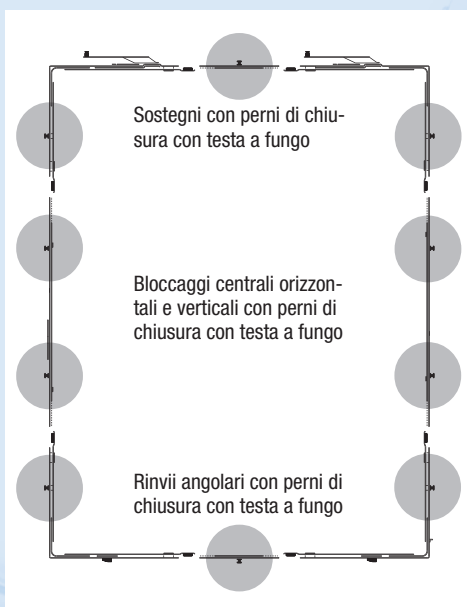 Sostegni con perni di chiu-
sura con testa a fungo
Bloccaggi centrali orizzon-
tali e verticali con perni di
chiusura con testa a fungo
Rinvii angolari con perni di
chiusura con testa a fungo